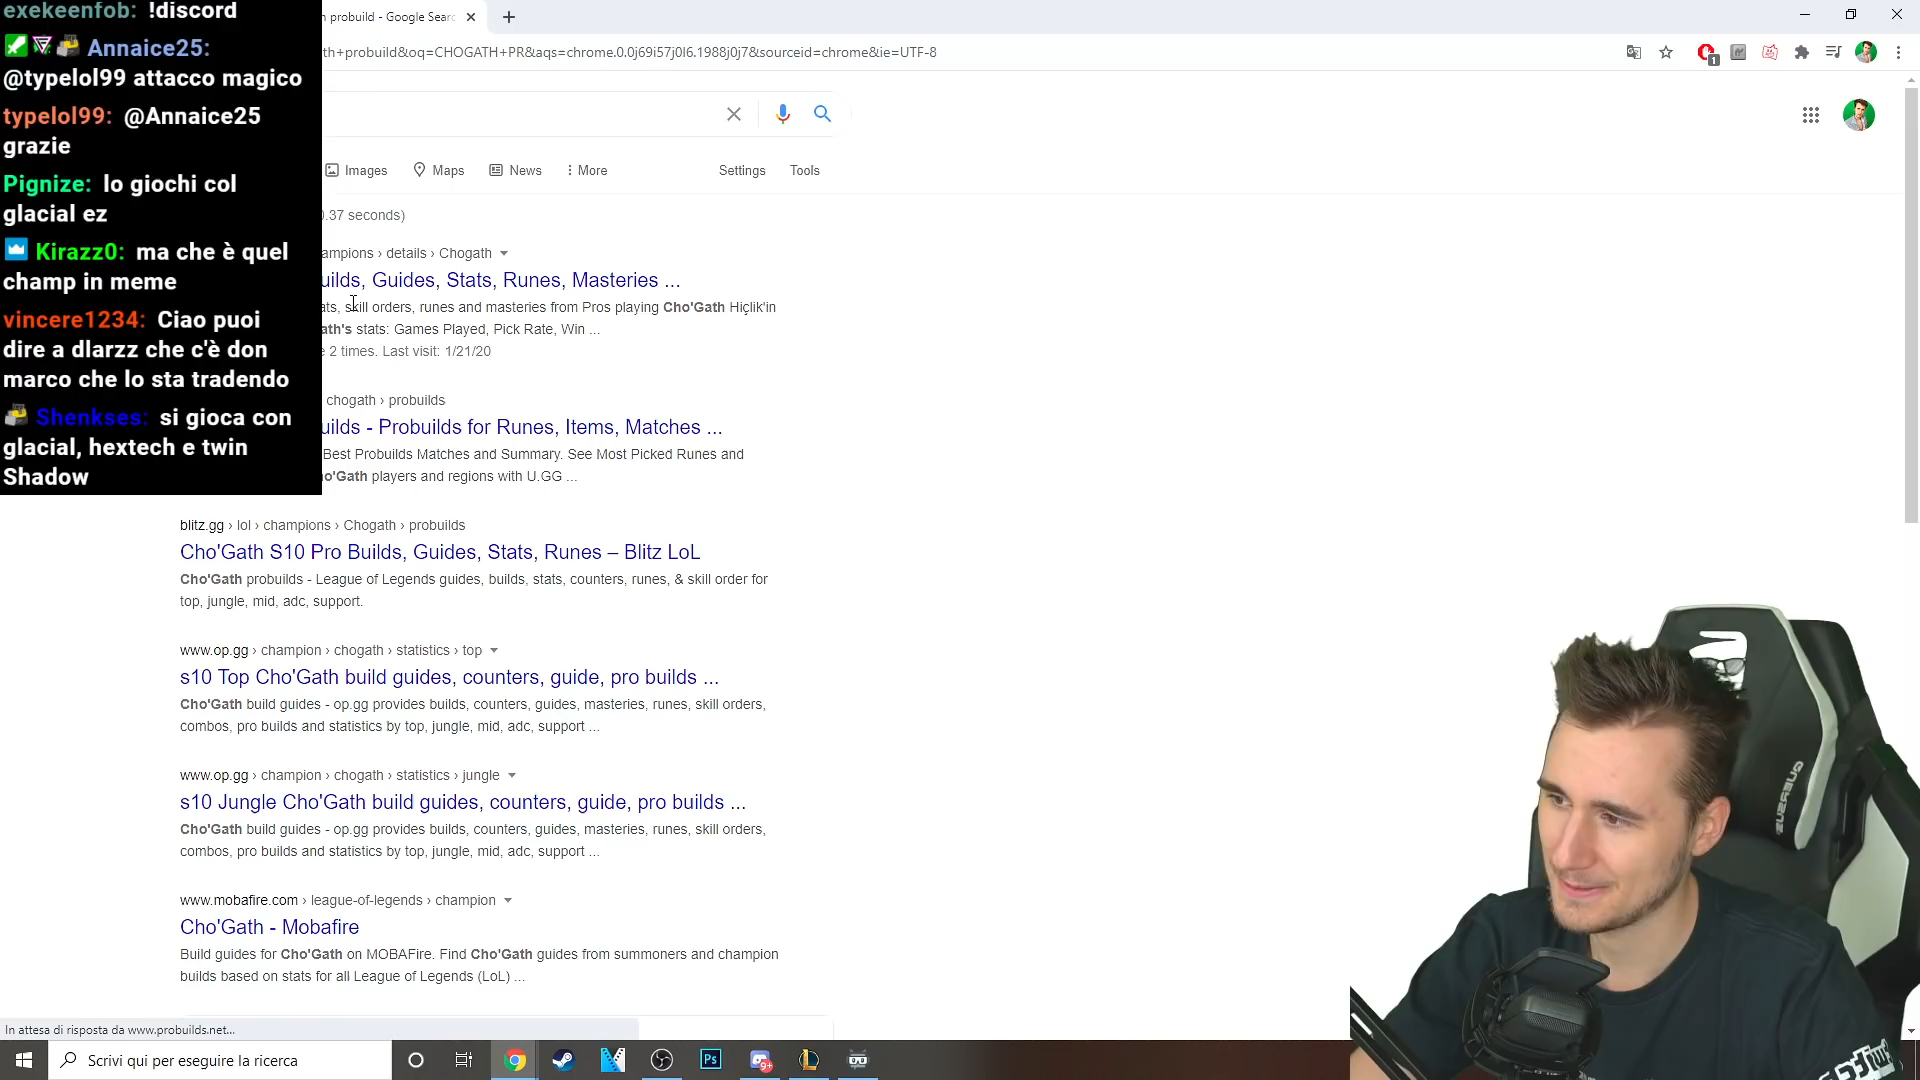 exekeenfob: !discord
Annaice25:
@typelol99 attacco magico
typelol99: @Annaice25
grazie
Pignize: lo giochi col
glacial ez
Kirazz0: ma che è quel
champ in meme
vincere1234: Ciao puoi
dire a dlarzz che c'è don
marco che lo sta tradendo
Shenkses: si gioca con
glacial, hextech e twin
Shadow
h probuild - Google Searc
th+probuild&oq=CHOGATH+PR&aqs=chrome.0.0j69i57j0l6.1988j0j7&sourceid=chrome&ie=UTF-8
1
Images
Maps
News
More
Settings
Tools
0.37 seconds)
ampions › details › Chogath
uilds, Guides, Stats, Runes, Masteries ...
ats, skill orders, runes and masteries from Pros playing Cho'Gath Hiçlik'in
ath's stats: Games Played, Pick Rate, Win ...
e 2 times. Last visit: 1/21/20
chogath › probuilds
uilds - Probuilds for Runes, Items, Matches ...
Best Probuilds Matches and Summary. See Most Picked Runes and
o'Gath players and regions with U.GG ...
blitz.gg › lol › champions › Chogath › probuilds
Cho'Gath S10 Pro Builds, Guides, Stats, Runes – Blitz LoL
Cho'Gath probuilds - League of Legends guides, builds, stats, counters, runes, & skill order for
top, jungle, mid, adc, support.
www.op.gg › champion › chogath › statistics › top
s10 Top Cho'Gath build guides, counters, guide, pro builds ...
Cho'Gath build guides - op.gg provides builds, counters, guides, masteries, runes, skill orders,
combos, pro builds and statistics by top, jungle, mid, adc, support ...
www.op.gg › champion › chogath › statistics › jungle
s10 Jungle Cho'Gath build guides, counters, guide, pro builds ...
Cho'Gath build guides - op.gg provides builds, counters, guides, masteries, runes, skill orders,
combos, pro builds and statistics by top, jungle, mid, adc, support ...
www.mobafire.com › league-of-legends › champion
Cho'Gath - Mobafire
Build guides for Cho'Gath on MOBAFire. Find Cho'Gath guides from summoners and champion
builds based on stats for all League of Legends (LoL) ...
In attesa di risposta da www.probuilds.net...
Scrivi qui per eseguire la ricerca
Ps
9+
QUERSUS